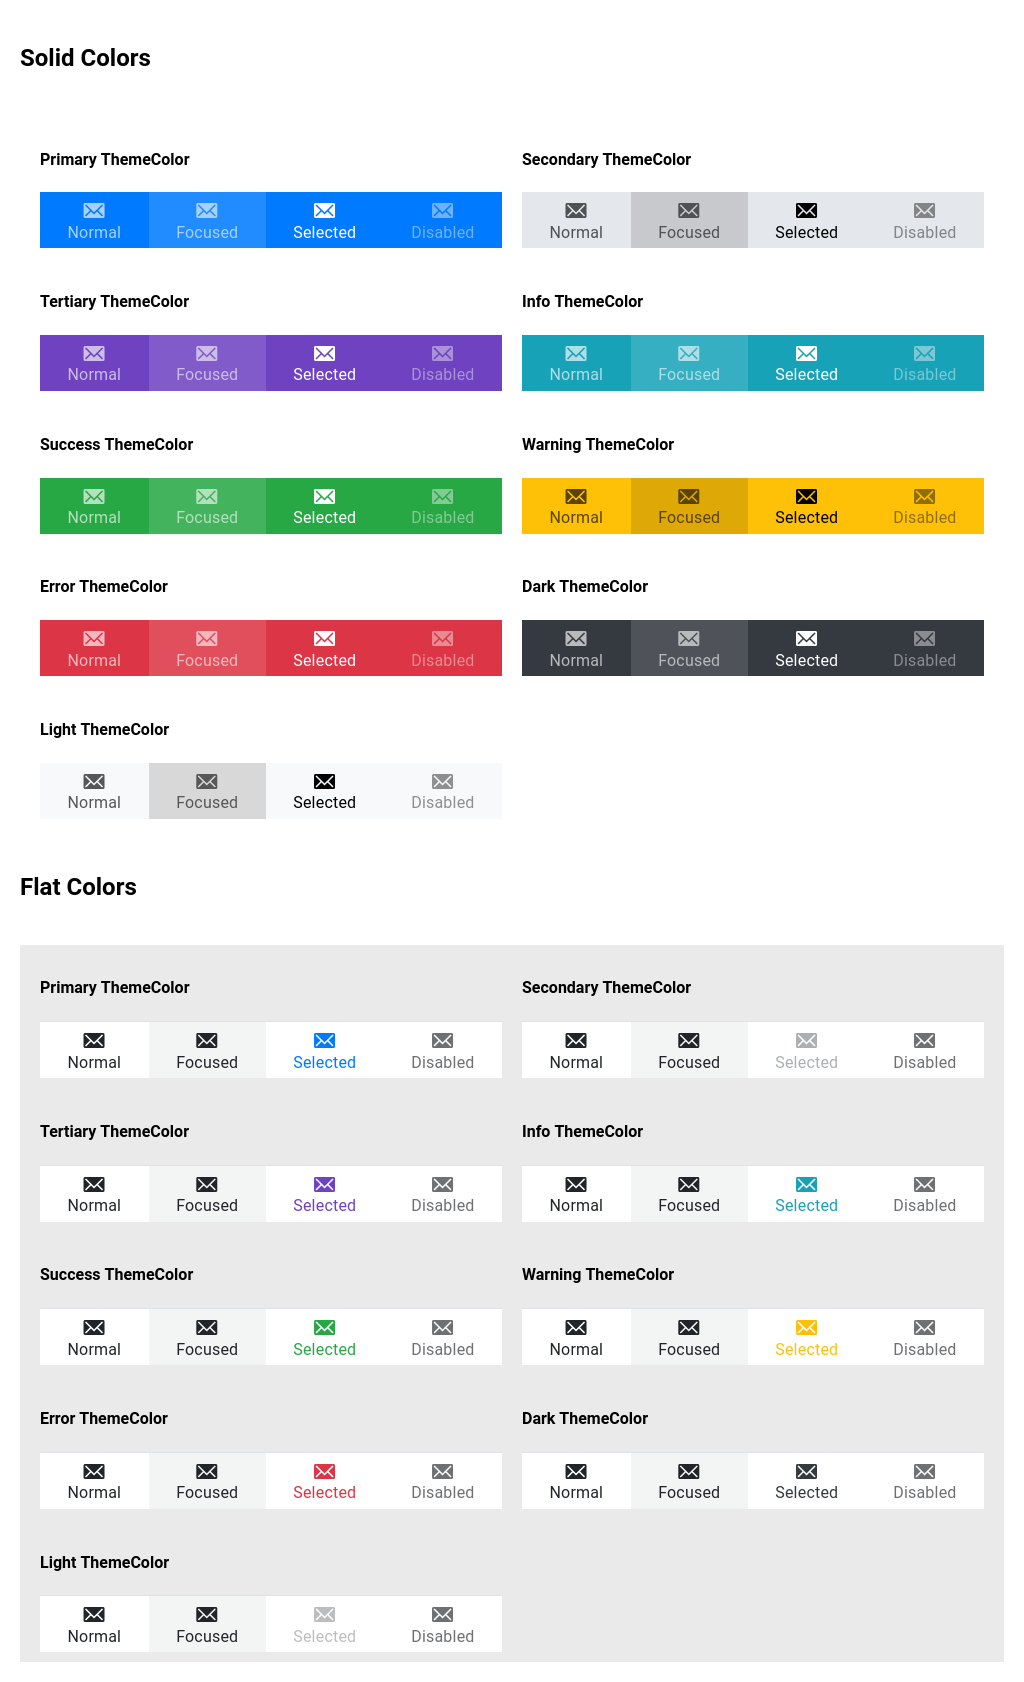 Solid Colors
Primary ThemeColor
Normal Focused Selected Disabled
Secondary ThemeColor
Normal Focused Selected Disabled
Tertiary ThemeColor
Normal Focused Selected Disabled
Info ThemeColor
Normal Focused Selected Disabled
Success ThemeColor
Normal Focused Selected Disabled
Warning ThemeColor
Normal Focused Selected Disabled
Error ThemeColor
Normal Focused Selected Disabled
Dark ThemeColor
Normal Focused Selected Disabled
Light ThemeColor
Normal Focused Selected Disabled
Flat Colors
Primary ThemeColor
Normal Focused Selected Disabled
Secondary ThemeColor
Normal Focused Selected Disabled
Tertiary ThemeColor
Normal Focused Selected Disabled
Info ThemeColor
Normal Focused Selected Disabled
Success ThemeColor
Normal Focused Selected Disabled
Warning ThemeColor
Normal Focused Selected Disabled
Error ThemeColor
Normal Focused Selected Disabled
Dark ThemeColor
Normal Focused Selected Disabled
Light ThemeColor
Normal Focused Selected Disabled